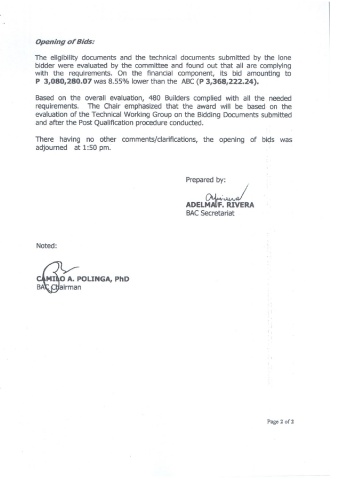 Opening of Bids:
The eligibility documents and the technical documents submitted by the lone
bidder were evaluated by the committee and found out that all are complying
with the requirements. On the financial component, its bid amounting to
P 3,080,280.07 was 8.55% lower than the ABC (P 3,368,222.24).
Based on the overall evaluation, 480 Builders complied with all the needed
requirements. The Chair emphasized that the award will be based on the
evaluation of the Technical Working Group on the Bidding Documents submitted
and after the Post Qualification procedure conducted.
There having no other comments/clarifications, the opening of bids was
adjourned at 1:50 pm.
Prepared by:
ADELMA F. RIVERA
BAC Secretariat
Noted:
CAMILO A. POLINGA, PhD
BAC Chairman
Page 2 of 2